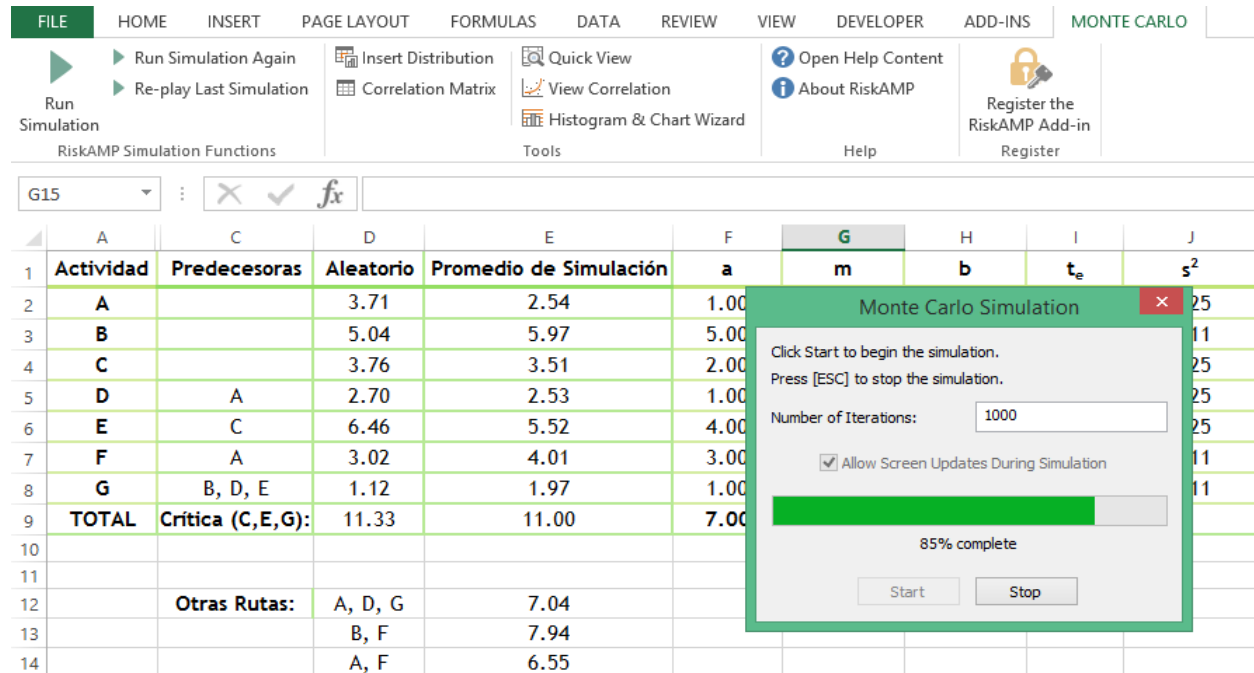 FILE HOME INSERT PAGE LAYOUT FORMULAS DATA REVIEW VIEW DEVELOPER ADD-INS MONTE CARLO
Run Simulation
Run Simulation Again
Re-play Last Simulation
RiskAMP Simulation Functions
Insert Distribution
Correlation Matrix
Quick View
View Correlation
Histogram & Chart Wizard
Tools
Open Help Content
About RiskAMP
Help
Register the
RiskAMP Add-in
Register
G15 fx
A C D E F G H I J
1 Actividad Predecesoras Aleatorio Promedio de Simulación a m b te s2
2 A 3.71 2.54 1.00 25
3 B 5.04 5.97 5.00 11
4 C 3.76 3.51 2.00 25
5 D A 2.70 2.53 1.00 25
6 E C 6.46 5.52 4.00 25
7 F A 3.02 4.01 3.00 11
8 G B, D, E 1.12 1.97 1.00 11
9 TOTAL Crítica (C,E,G): 11.33 11.00 7.00
10
11
12 Otras Rutas: A, D, G 7.04
13 B, F 7.94
14 A, F 6.55
Monte Carlo Simulation
Click Start to begin the simulation.
Press [ESC] to stop the simulation.
Number of Iterations: 1000
Allow Screen Updates During Simulation
85% complete
Start Stop